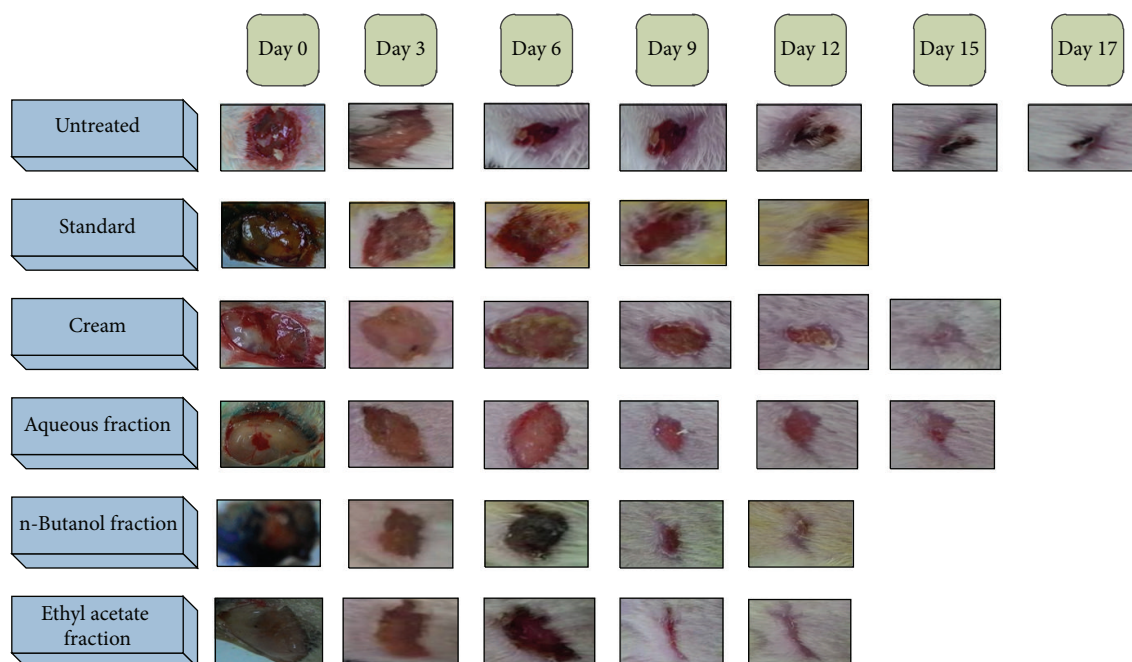 Day 0
Day 3
Day 6
Day 9
Day 12
Day 15
Day 17
Untreated
Standard
Cream
Aqueous fraction
n-Butanol fraction
Ethyl acetate
fraction